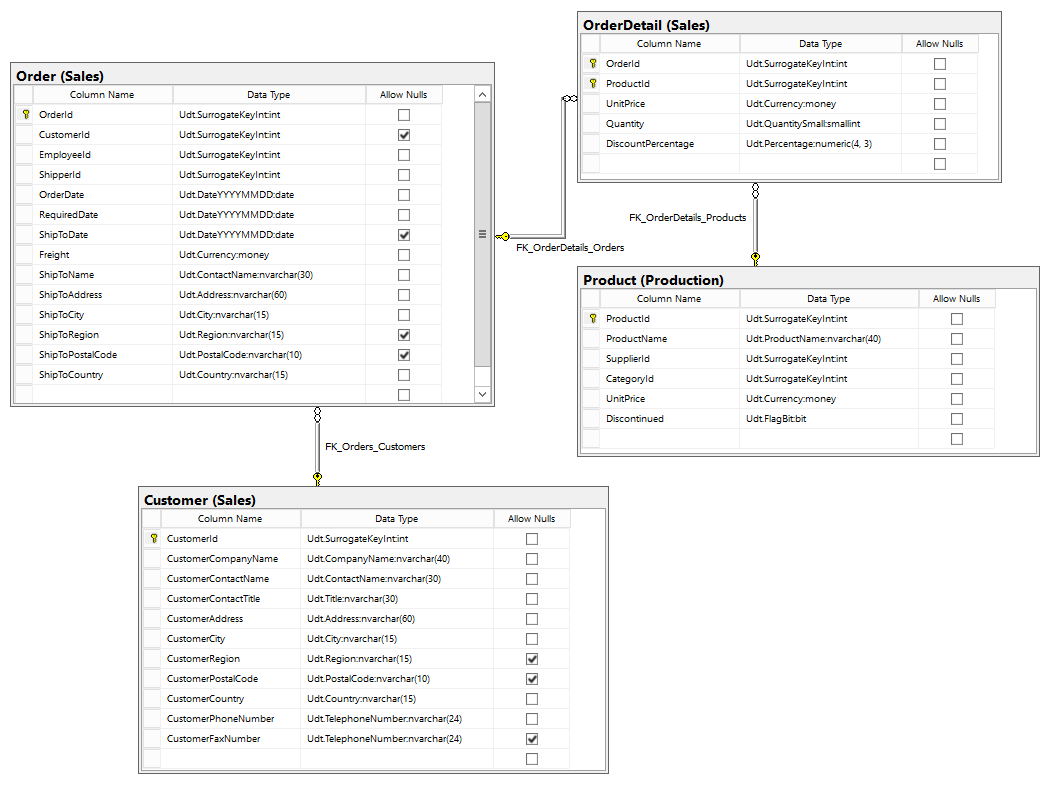 Order (Sales)
Column Name Data Type Allow Nulls
OrderId Udt.SurrogateKeyInt:int
CustomerId Udt.SurrogateKeyInt:int
EmployeeId Udt.SurrogateKeyInt:int
ShipperId Udt.SurrogateKeyInt:int
OrderDate Udt.DateYYYYMMDD:date
RequiredDate Udt.DateYYYYMMDD:date
ShipToDate Udt.DateYYYYMMDD:date
Freight Udt.Currency:money
ShipToName Udt.ContactName:nvarchar(30)
ShipToAddress Udt.Address:nvarchar(60)
ShipToCity Udt.City:nvarchar(15)
ShipToRegion Udt.Region:nvarchar(15)
ShipToPostalCode Udt.PostalCode:nvarchar(10)
ShipToCountry Udt.Country:nvarchar(15)
OrderDetail (Sales)
Column Name Data Type Allow Nulls
OrderId Udt.SurrogateKeyInt:int
ProductId Udt.SurrogateKeyInt:int
UnitPrice Udt.Currency:money
Quantity Udt.QuantitySmall:smallint
DiscountPercentage Udt.Percentage:numeric(4, 3)
FK_OrderDetails_Products
FK_OrderDetails_Orders
Product (Production)
Column Name Data Type Allow Nulls
ProductId Udt.SurrogateKeyInt:int
ProductName Udt.ProductName:nvarchar(40)
SupplierId Udt.SurrogateKeyInt:int
CategoryId Udt.SurrogateKeyInt:int
UnitPrice Udt.Currency:money
Discontinued Udt.FlagBit:bit
FK_Orders_Customers
Customer (Sales)
Column Name Data Type Allow Nulls
CustomerId Udt.SurrogateKeyInt:int
CustomerCompanyName Udt.CompanyName:nvarchar(40)
CustomerContactName Udt.ContactName:nvarchar(30)
CustomerContactTitle Udt.Title:nvarchar(30)
CustomerAddress Udt.Address:nvarchar(60)
CustomerCity Udt.City:nvarchar(15)
CustomerRegion Udt.Region:nvarchar(15)
CustomerPostalCode Udt.PostalCode:nvarchar(10)
CustomerCountry Udt.Country:nvarchar(15)
CustomerPhoneNumber Udt.TelephoneNumber:nvarchar(24)
CustomerFaxNumber Udt.TelephoneNumber:nvarchar(24)